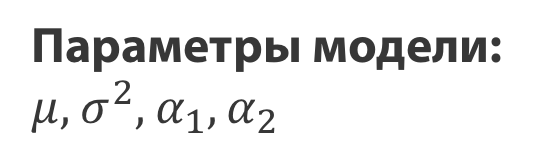 Параметры модели:
μ, σ², α₁, α₂